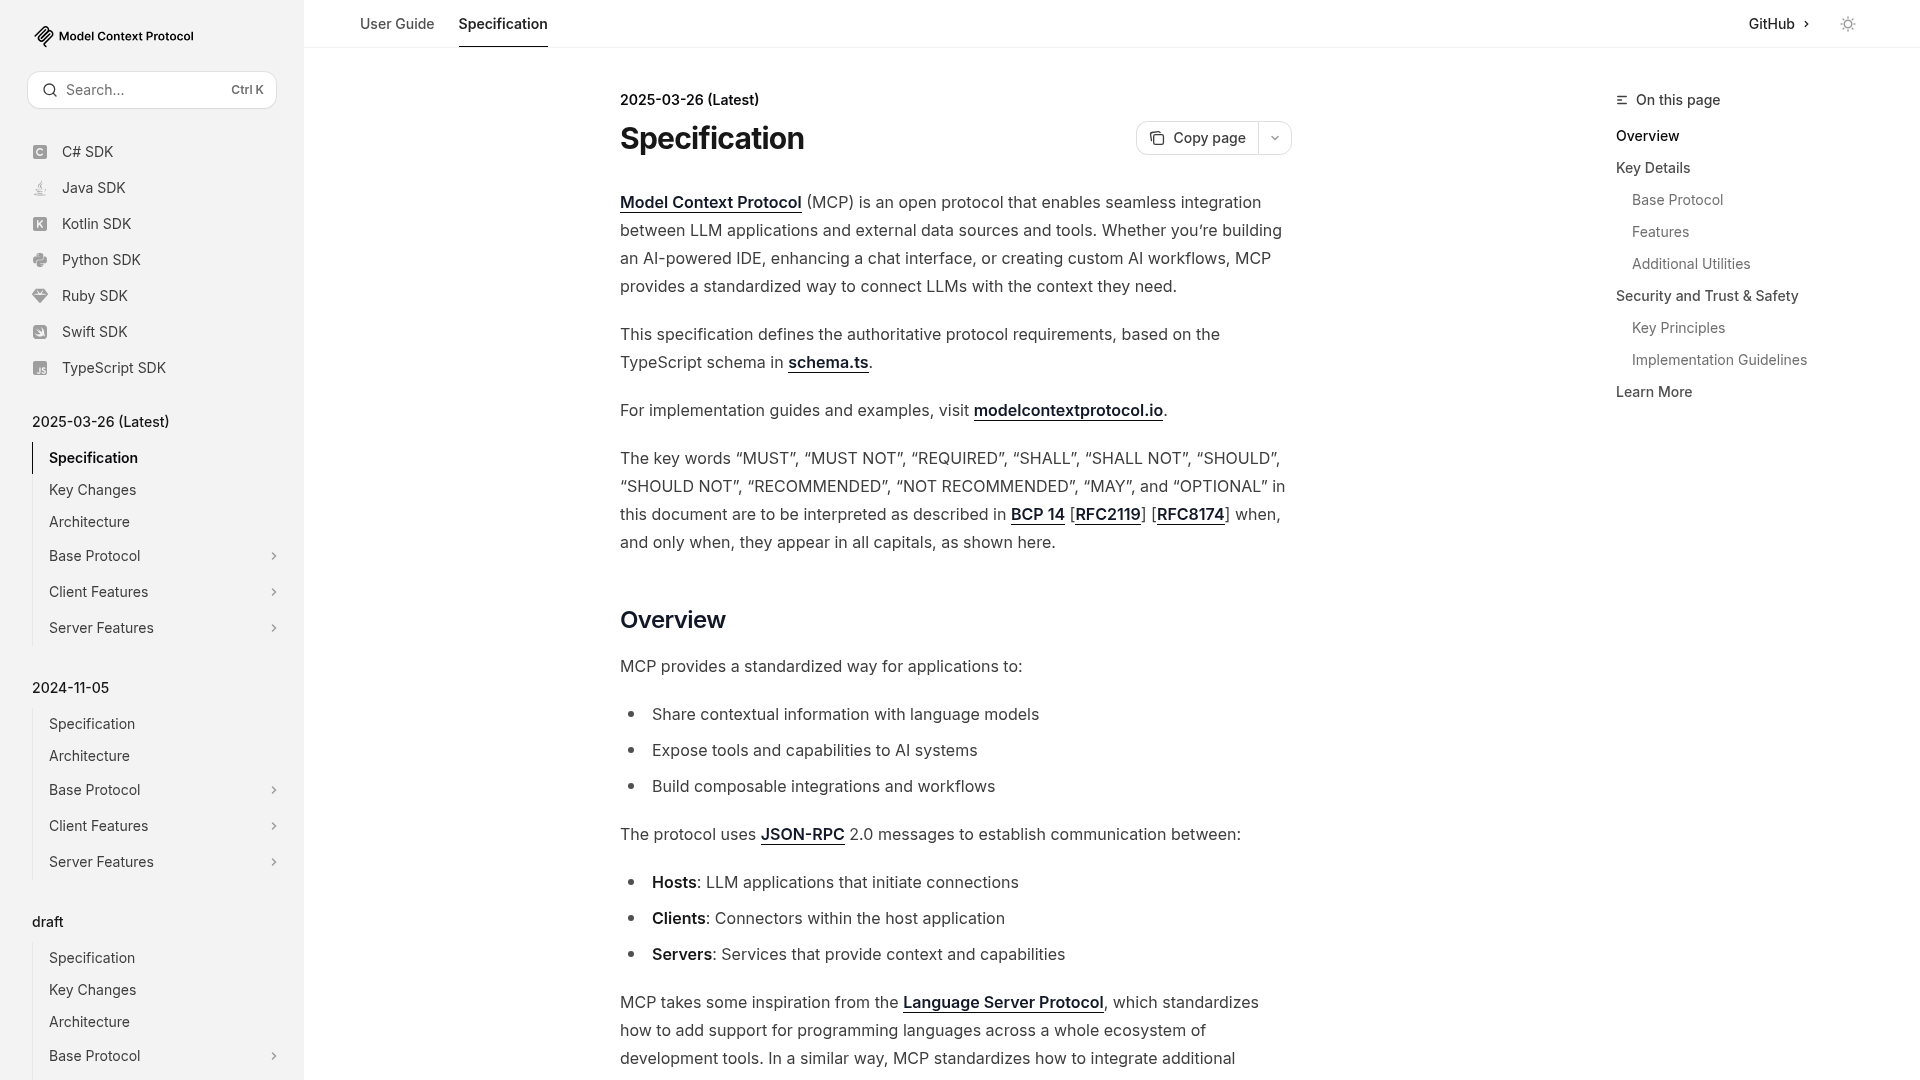 Model Context Protocol
Search...
Ctrl K
C# SDK
Java SDK
Kotlin SDK
Python SDK
Ruby SDK
Swift SDK
TypeScript SDK
2025-03-26 (Latest)
Specification
Key Changes
Architecture
Base Protocol
Client Features
Server Features
2024-11-05
Specification
Architecture
Base Protocol
Client Features
Server Features
draft
Specification
Key Changes
Architecture
Base Protocol
User Guide
Specification
GitHub
2025-03-26 (Latest)
Specification
Copy page
Model Context Protocol (MCP) is an open protocol that enables seamless integration
between LLM applications and external data sources and tools. Whether you’re building
an AI-powered IDE, enhancing a chat interface, or creating custom AI workflows, MCP
provides a standardized way to connect LLMs with the context they need.
This specification defines the authoritative protocol requirements, based on the
TypeScript schema in schema.ts.
For implementation guides and examples, visit modelcontextprotocol.io.
The key words “MUST”, “MUST NOT”, “REQUIRED”, “SHALL”, “SHALL NOT”, “SHOULD”,
“SHOULD NOT”, “RECOMMENDED”, “NOT RECOMMENDED”, “MAY”, and “OPTIONAL” in
this document are to be interpreted as described in BCP 14 [RFC2119] [RFC8174] when,
and only when, they appear in all capitals, as shown here.
Overview
MCP provides a standardized way for applications to:
• Share contextual information with language models
• Expose tools and capabilities to AI systems
• Build composable integrations and workflows
The protocol uses JSON-RPC 2.0 messages to establish communication between:
• Hosts: LLM applications that initiate connections
• Clients: Connectors within the host application
• Servers: Services that provide context and capabilities
MCP takes some inspiration from the Language Server Protocol, which standardizes
how to add support for programming languages across a whole ecosystem of
development tools. In a similar way, MCP standardizes how to integrate additional
On this page
Overview
Key Details
Base Protocol
Features
Additional Utilities
Security and Trust & Safety
Key Principles
Implementation Guidelines
Learn More